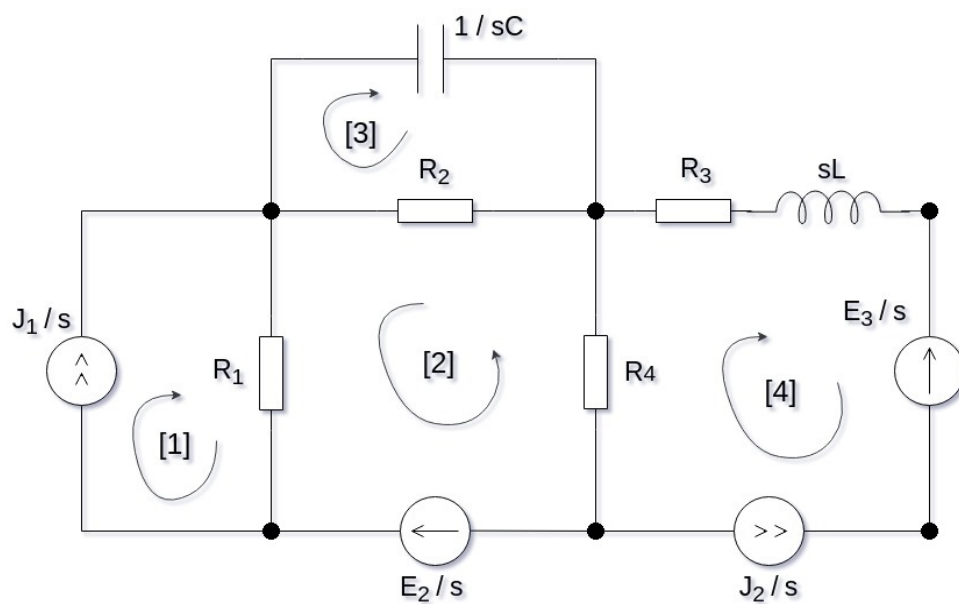 1 / sC
[3]
R2
R3
sL
J1 / s
E3 / s
R1
[2]
R4
[4]
[1]
E2 / s
J2 / s